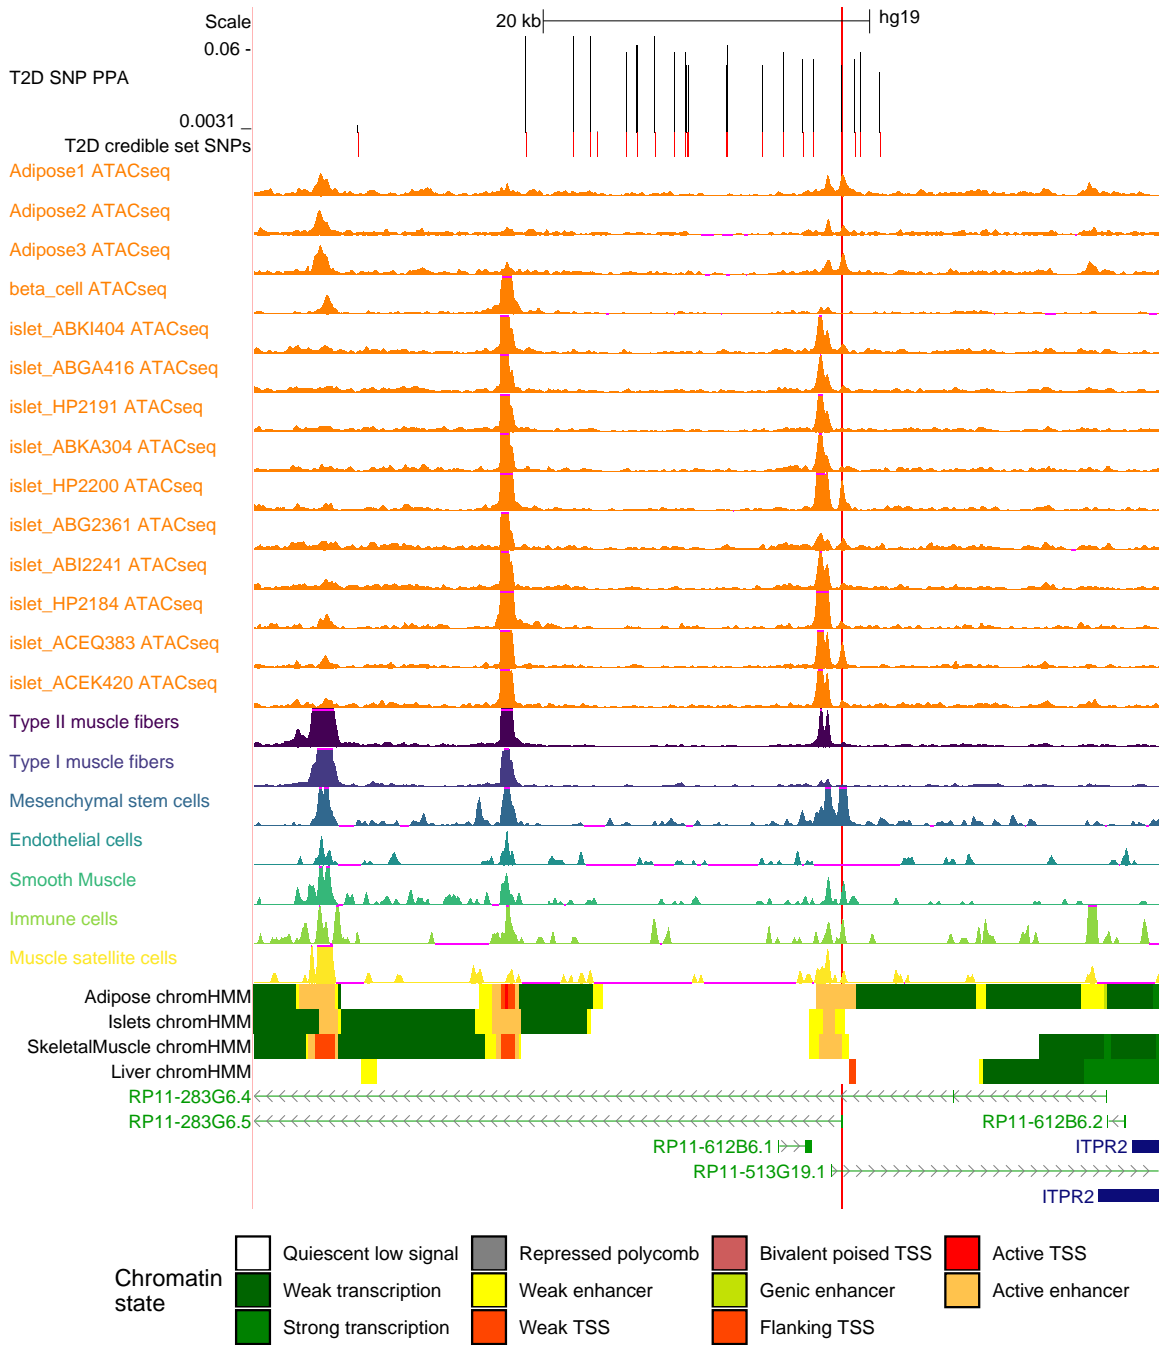 Scale 20 kb hg19
0.06 -
T2D SNP PPA
0.0031 _
T2D credible set SNPs
Adipose1 ATACseq
Adipose2 ATACseq
Adipose3 ATACseq
beta_cell ATACseq
islet_ABKI404 ATACseq
islet_ABGA416 ATACseq
islet_HP2191 ATACseq
islet_ABKA304 ATACseq
islet_HP2200 ATACseq
islet_ABG2361 ATACseq
islet_ABI2241 ATACseq
islet_HP2184 ATACseq
islet_ACEQ383 ATACseq
islet_ACEK420 ATACseq
Type II muscle fibers
Type I muscle fibers
Mesenchymal stem cells
Endothelial cells
Smooth Muscle
Immune cells
Muscle satellite cells
Adipose chromHMM
Islets chromHMM
SkeletalMuscle chromHMM
Liver chromHMM
RP11-283G6.4
RP11-283G6.5 RP11-612B6.2
RP11-612B6.1 ITPR2
RP11-513G19.1
ITPR2
Chromatin state
Quiescent low signal Repressed polycomb Bivalent poised TSS Active TSS
Weak transcription Weak enhancer Genic enhancer Active enhancer
Strong transcription Weak TSS Flanking TSS